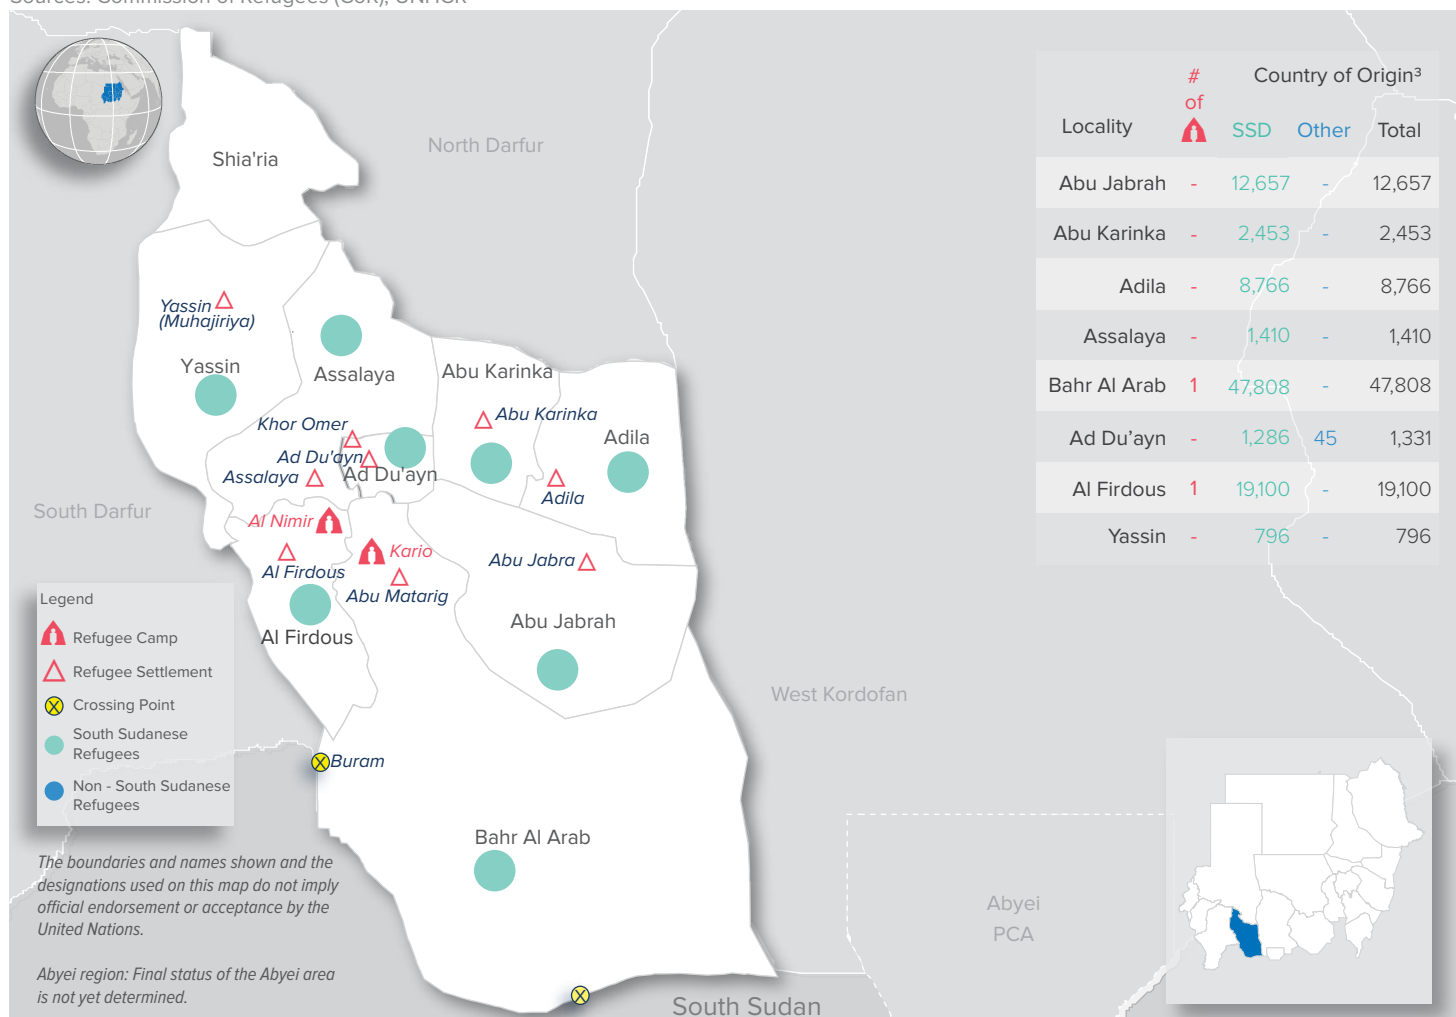 Sources: Commission of Refugees (CoR), UNHCR
Shia'ria
North Darfur
Yassin
(Muhajiriya)
Yassin
Assalaya
Abu Karinka
Khor Omer
Abu Karinka
Adila
Ad Du'ayn
Assalaya
Ad Du'ayn
Adila
South Darfur
Al Nimir
Kario
Abu Jabra
Al Firdous
Abu Matarig
Abu Jabrah
Al Firdous
West Kordofan
Buram
Bahr Al Arab
Abyei
PCA
South Sudan
Legend
Refugee Camp
Refugee Settlement
Crossing Point
South Sudanese
Refugees
Non - South Sudanese
Refugees
The boundaries and names shown and the
designations used on this map do not imply
official endorsement or acceptance by the
United Nations.
Abyei region: Final status of the Abyei area
is not yet determined.
# of Country of Origin³
Locality SSD Other Total
Abu Jabrah - 12,657 - 12,657
Abu Karinka - 2,453 - 2,453
Adila - 8,766 - 8,766
Assalaya - 1,410 - 1,410
Bahr Al Arab 1 47,808 - 47,808
Ad Du’ayn - 1,286 45 1,331
Al Firdous 1 19,100 - 19,100
Yassin - 796 - 796